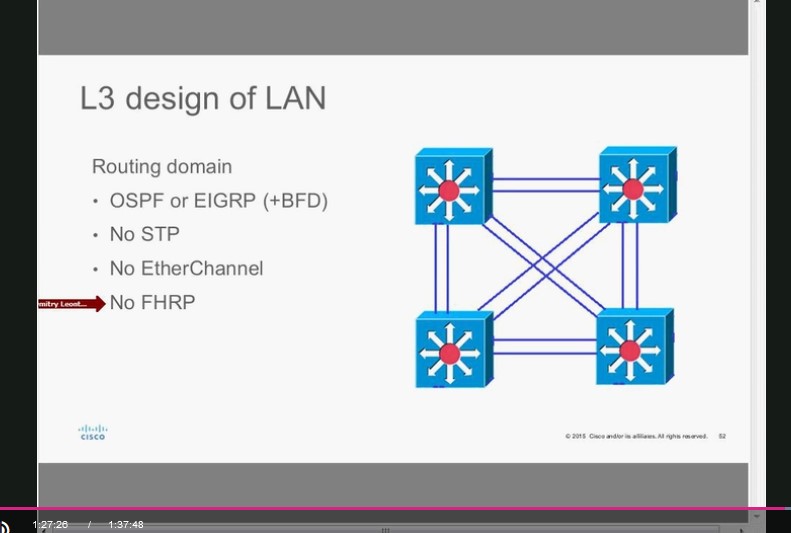 L3 design of LAN
Routing domain
• OSPF or EIGRP (+BFD)
• No STP
• No EtherChannel
mitry Leont...
No FHRP
CISCO
© 2015 Cisco and/or its affiliates. All rights reserved. 52
1:27:26 / 1:37:48